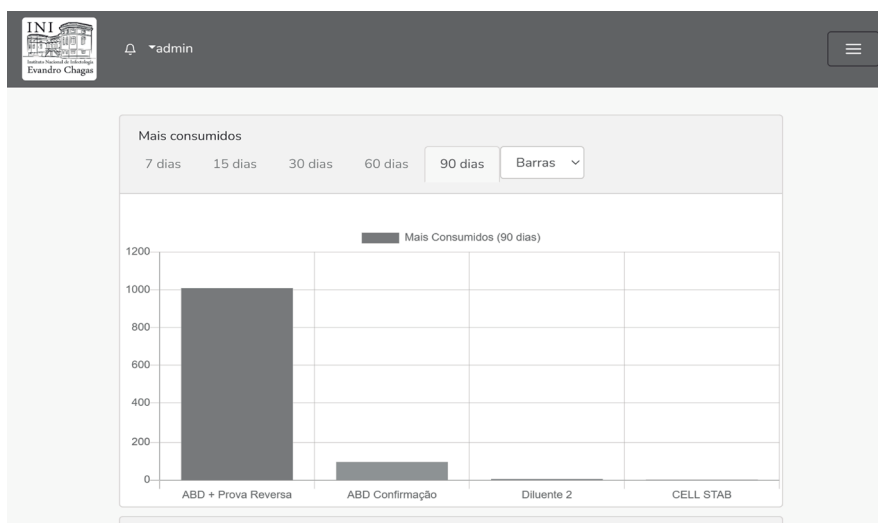 INI
Instituto Nacional de Infectologia
Evandro Chagas
admin
Mais consumidos
7 dias 15 dias 30 dias 60 dias 90 dias Barras
Mais Consumidos (90 dias)
1200
1000
800
600
400
200
0
ABD + Prova Reversa ABD Confirmação Diluente 2 CELL STAB